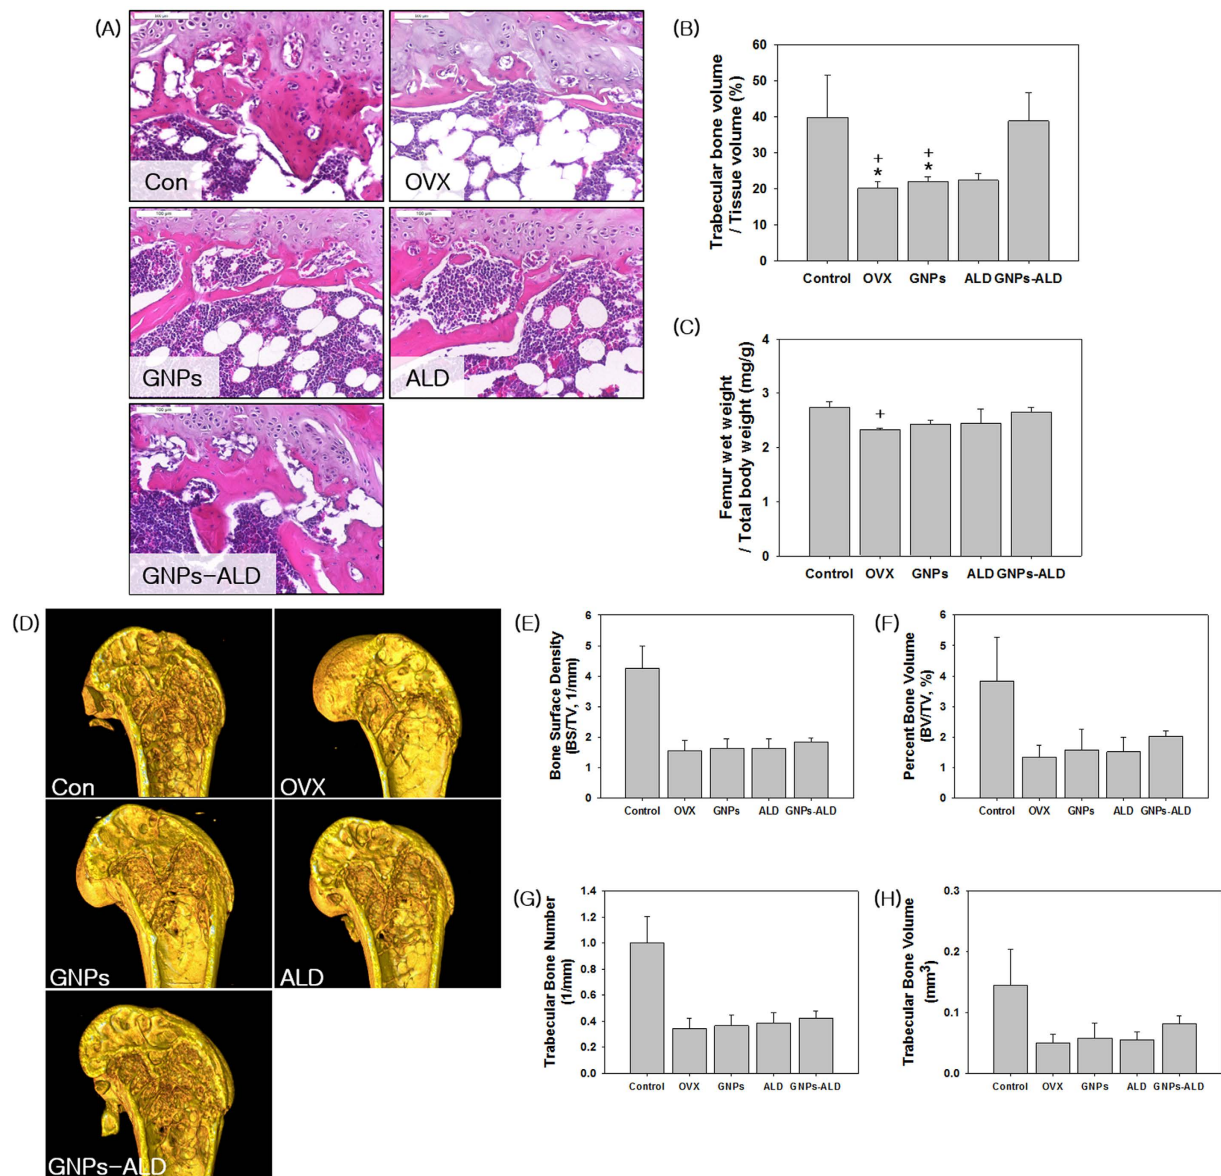 (A)
Con
OVX
100 μm
100 μm
GNPs
ALD
100 μm
GNPs-ALD
(B)
Trabecular bone volume
/ Tissue volume (%)
60
50
40
30
20
10
0
+
*
+
*
Control OVX GNPs ALD GNPs-ALD
(C)
Femur wet weight
/ Total body weight (mg/g)
4
3
2
1
0
+
Control OVX GNPs ALD GNPs-ALD
(D)
Con
OVX
GNPs
ALD
GNPs-ALD
(E)
Bone Surface Density
(BS/TV, 1/mm)
6
5
4
3
2
1
0
Control OVX GNPs ALD GNPs-ALD
(F)
Percent Bone Volume
(BV/TV, %)
6
5
4
3
2
1
0
Control OVX GNPs ALD GNPs-ALD
(G)
Trabecular Bone Number
(1/mm)
1.4
1.2
1.0
0.8
0.6
0.4
0.2
0.0
Control OVX GNPs ALD GNPs-ALD
(H)
Trabecular Bone Volume
(mm³)
0.3
0.2
0.1
0.0
Control OVX GNPs ALD GNPs-ALD